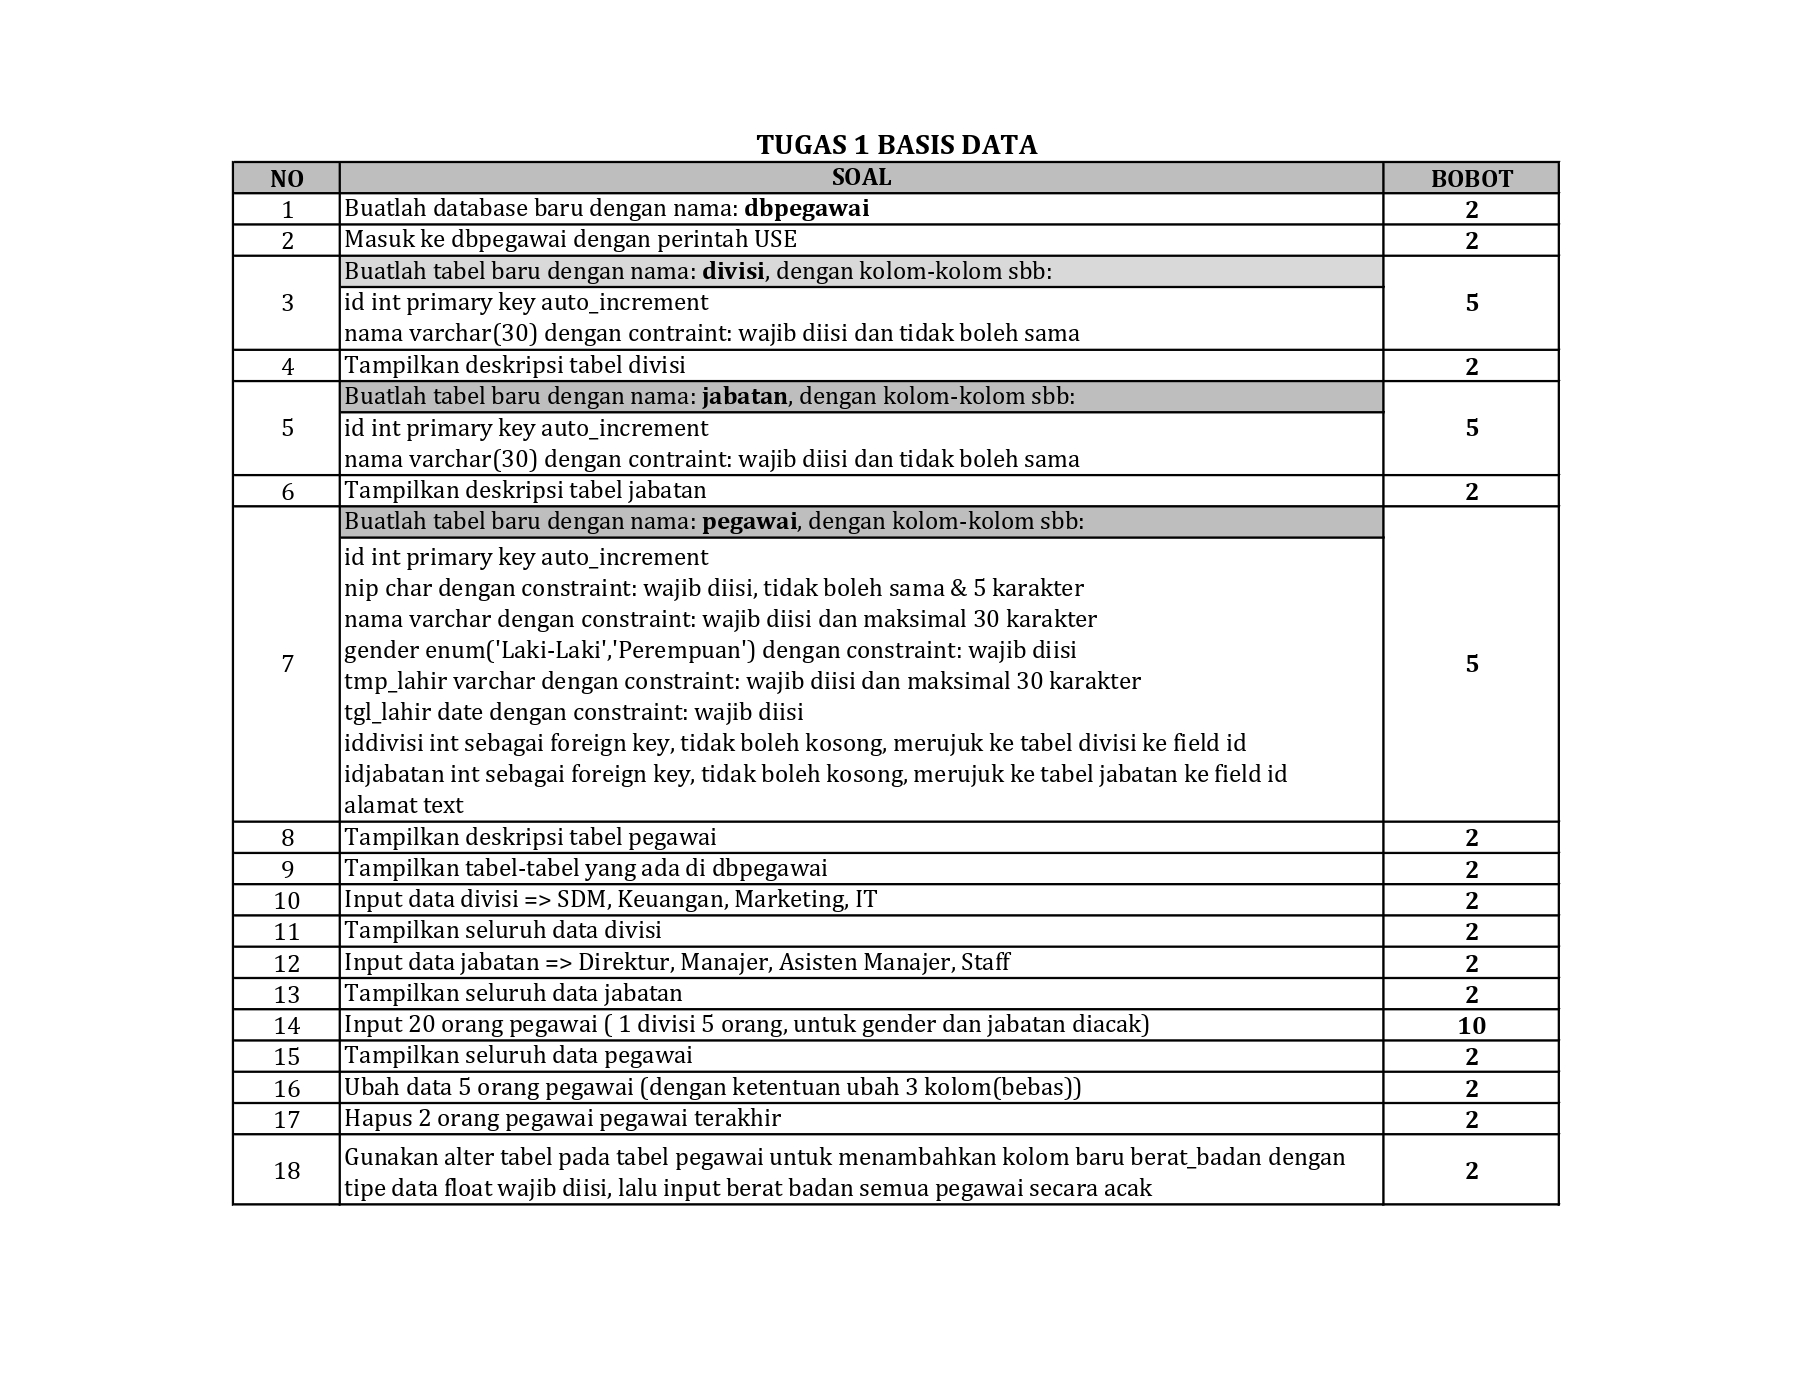 TUGAS 1 BASIS DATA
NO SOAL BOBOT
1 Buatlah database baru dengan nama: dbpegawai 2
2 Masuk ke dbpegawai dengan perintah USE 2
Buatlah tabel baru dengan nama: divisi, dengan kolom-kolom sbb:
3 id int primary key auto_increment 5
nama varchar(30) dengan contraint: wajib diisi dan tidak boleh sama
4 Tampilkan deskripsi tabel divisi 2
Buatlah tabel baru dengan nama: jabatan, dengan kolom-kolom sbb:
5 id int primary key auto_increment 5
nama varchar(30) dengan contraint: wajib diisi dan tidak boleh sama
6 Tampilkan deskripsi tabel jabatan 2
Buatlah tabel baru dengan nama: pegawai, dengan kolom-kolom sbb:
id int primary key auto_increment
nip char dengan constraint: wajib diisi, tidak boleh sama & 5 karakter
nama varchar dengan constraint: wajib diisi dan maksimal 30 karakter
7 gender enum('Laki-Laki','Perempuan') dengan constraint: wajib diisi 5
tmp_lahir varchar dengan constraint: wajib diisi dan maksimal 30 karakter
tgl_lahir date dengan constraint: wajib diisi
iddivisi int sebagai foreign key, tidak boleh kosong, merujuk ke tabel divisi ke field id
idjabatan int sebagai foreign key, tidak boleh kosong, merujuk ke tabel jabatan ke field id
alamat text
8 Tampilkan deskripsi tabel pegawai 2
9 Tampilkan tabel-tabel yang ada di dbpegawai 2
10 Input data divisi => SDM, Keuangan, Marketing, IT 2
11 Tampilkan seluruh data divisi 2
12 Input data jabatan => Direktur, Manajer, Asisten Manajer, Staff 2
13 Tampilkan seluruh data jabatan 2
14 Input 20 orang pegawai ( 1 divisi 5 orang, untuk gender dan jabatan diacak) 10
15 Tampilkan seluruh data pegawai 2
16 Ubah data 5 orang pegawai (dengan ketentuan ubah 3 kolom(bebas)) 2
17 Hapus 2 orang pegawai pegawai terakhir 2
18 Gunakan alter tabel pada tabel pegawai untuk menambahkan kolom baru berat_badan dengan 2
tipe data float wajib diisi, lalu input berat badan semua pegawai secara acak